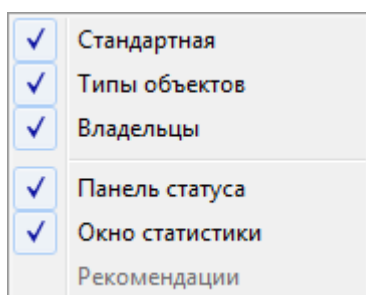 Стандартная
Типы объектов
Владельцы
Панель статуса
Окно статистики
Рекомендации